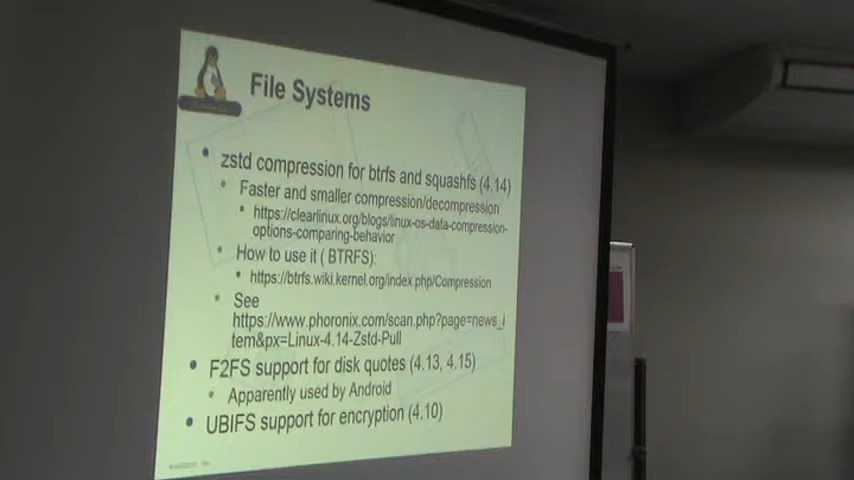 File Systems
• zstd compression for btrfs and squashfs (4.14)
• Faster and smaller compression/decompression
• https://clearlinux.org/blogs/linux-os-data-compression-
options-comparing-behavior
• How to use it ( BTRFS):
• https://btrfs.wiki.kernel.org/index.php/Compression
• See
https://www.phoronix.com/scan.php?page=news_i
tem&px=Linux-4.14-Zstd-Pull
• F2FS support for disk quotes (4.13, 4.15)
• Apparently used by Android
• UBIFS support for encryption (4.10)